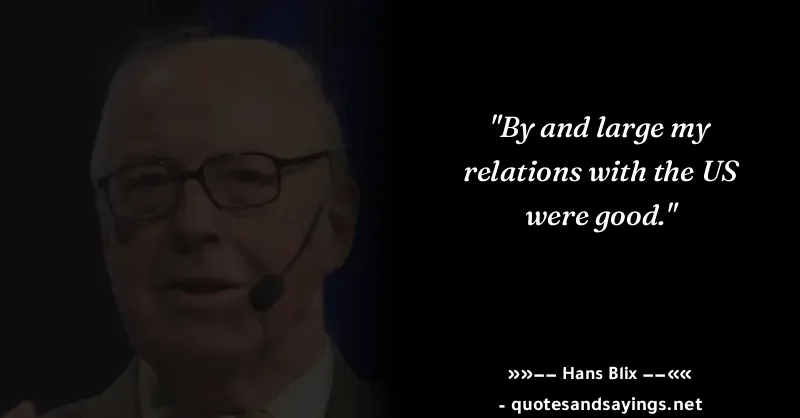 "By and large my
relations with the US
were good."
»»−− Hans Blix −−««
- quotesandsayings.net